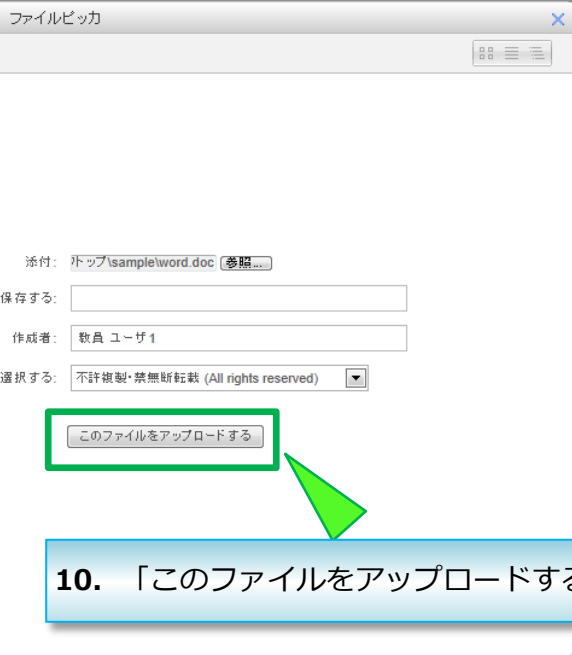 ファイルピッカ
添付: クトップ\sample\word.doc 参照...
保存する:
作成者: 教員 ユーザ1
選択する: 不許複製・禁無断転載 (All rights reserved)
このファイルをアップロードする
10. 「このファイルをアップロードする